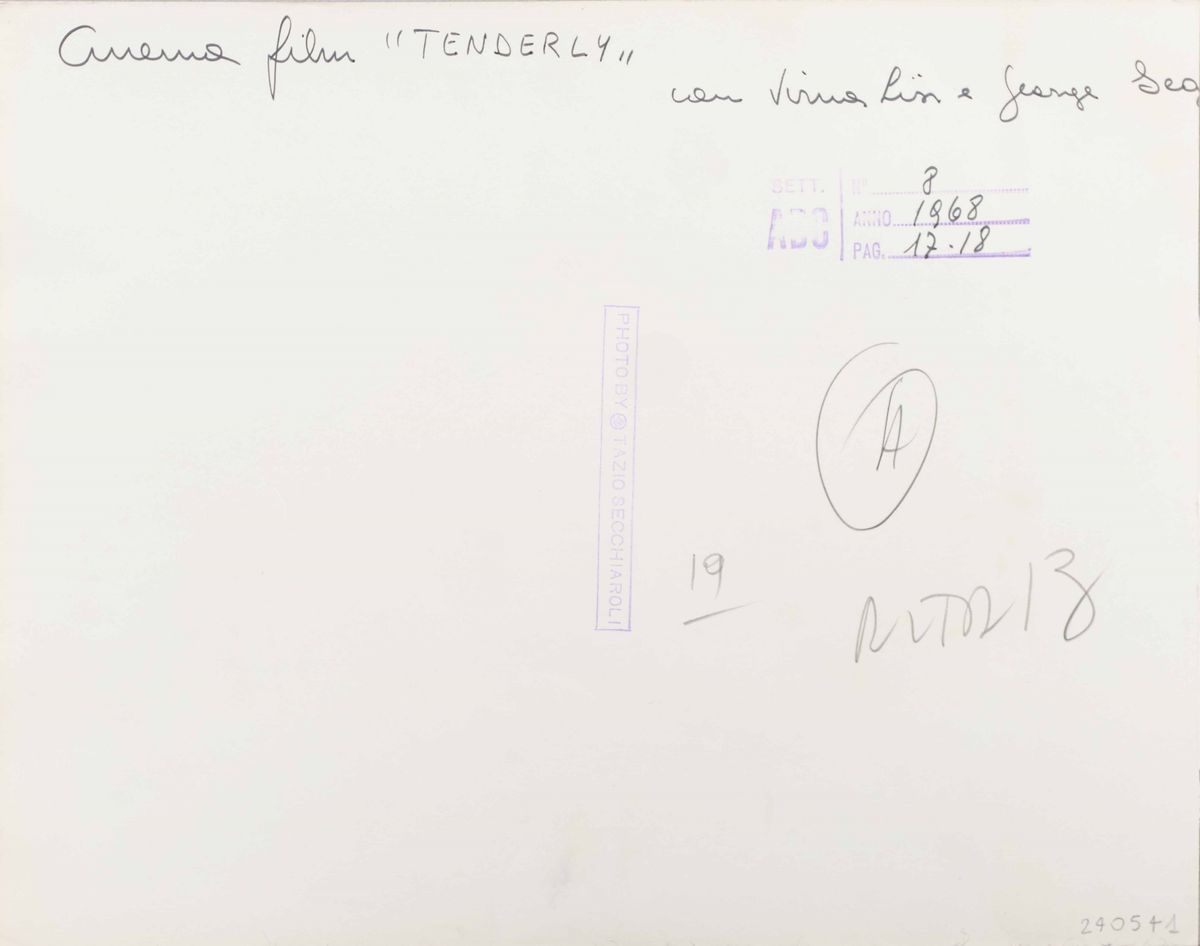 Cinema film "TENDERLY"
con Virna Lisi e George Seg
SETT. ABC
N° 8
ANNO 1968
PAG. 17-18
PHOTO BY TAZIO SECCHIAROLI
A
19
240541